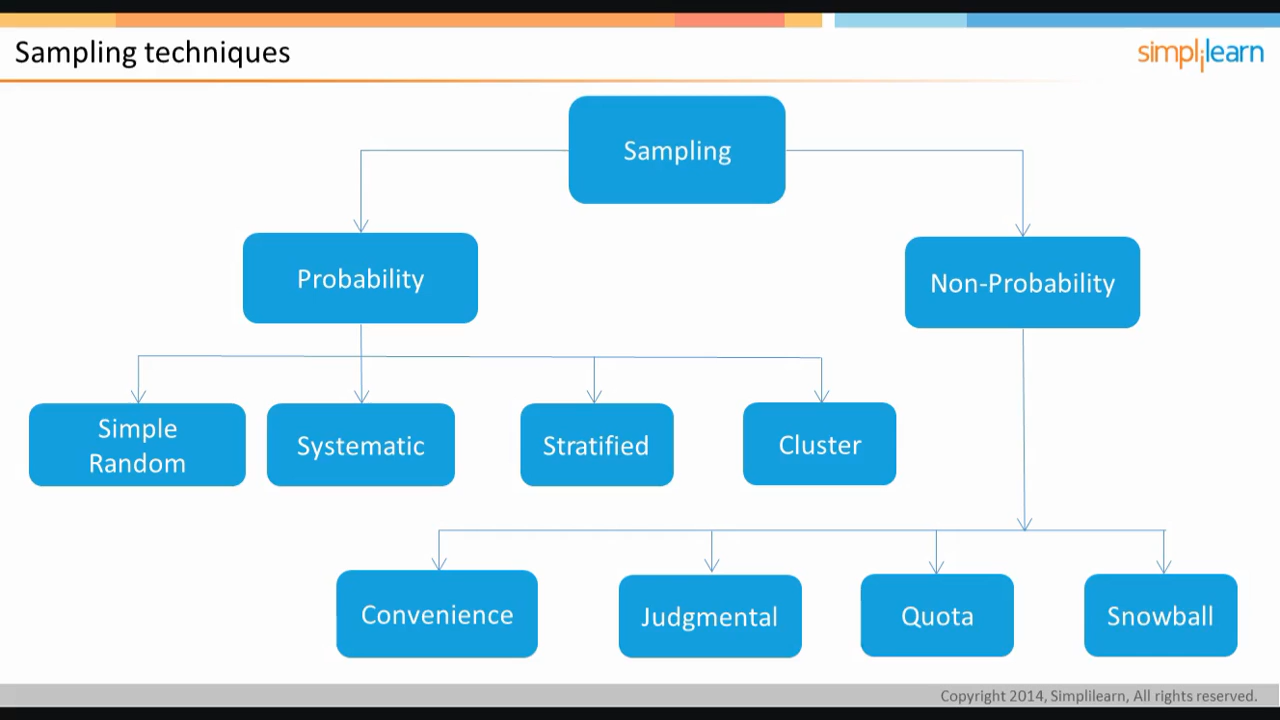 Sampling techniques
simplilearn
Sampling
Probability
Non-Probability
Simple
Random
Systematic
Stratified
Cluster
Convenience
Judgmental
Quota
Snowball
Copyright 2014, Simplilearn, All rights reserved.